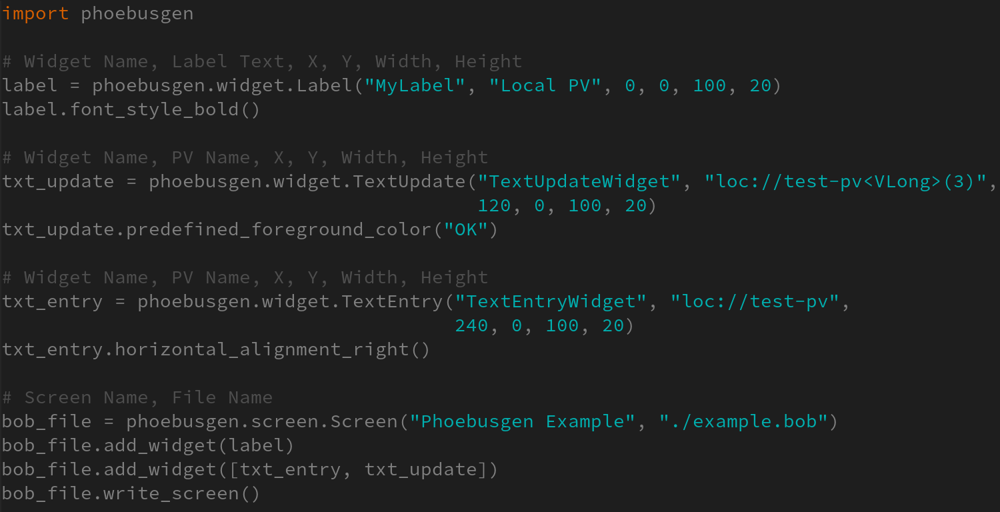 import phoebusgen
# Widget Name, Label Text, X, Y, Width, Height
label = phoebusgen.widget.Label("MyLabel", "Local PV", 0, 0, 100, 20)
label.font_style_bold()
# Widget Name, PV Name, X, Y, Width, Height
txt_update = phoebusgen.widget.TextUpdate("TextUpdateWidget", "loc://test-pv<VLong>(3)",
120, 0, 100, 20)
txt_update.predefined_foreground_color("OK")
# Widget Name, PV Name, X, Y, Width, Height
txt_entry = phoebusgen.widget.TextEntry("TextEntryWidget", "loc://test-pv",
240, 0, 100, 20)
txt_entry.horizontal_alignment_right()
# Screen Name, File Name
bob_file = phoebusgen.screen.Screen("Phoebusgen Example", "./example.bob")
bob_file.add_widget(label)
bob_file.add_widget([txt_entry, txt_update])
bob_file.write_screen()